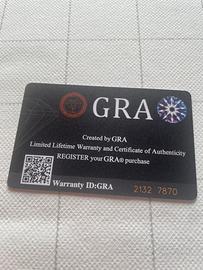 GRA
Created by GRA
Limited Lifetime Warranty and Certificate of Authenticity
REGISTER your GRA® purchase
Warranty ID:GRA 2132 7870